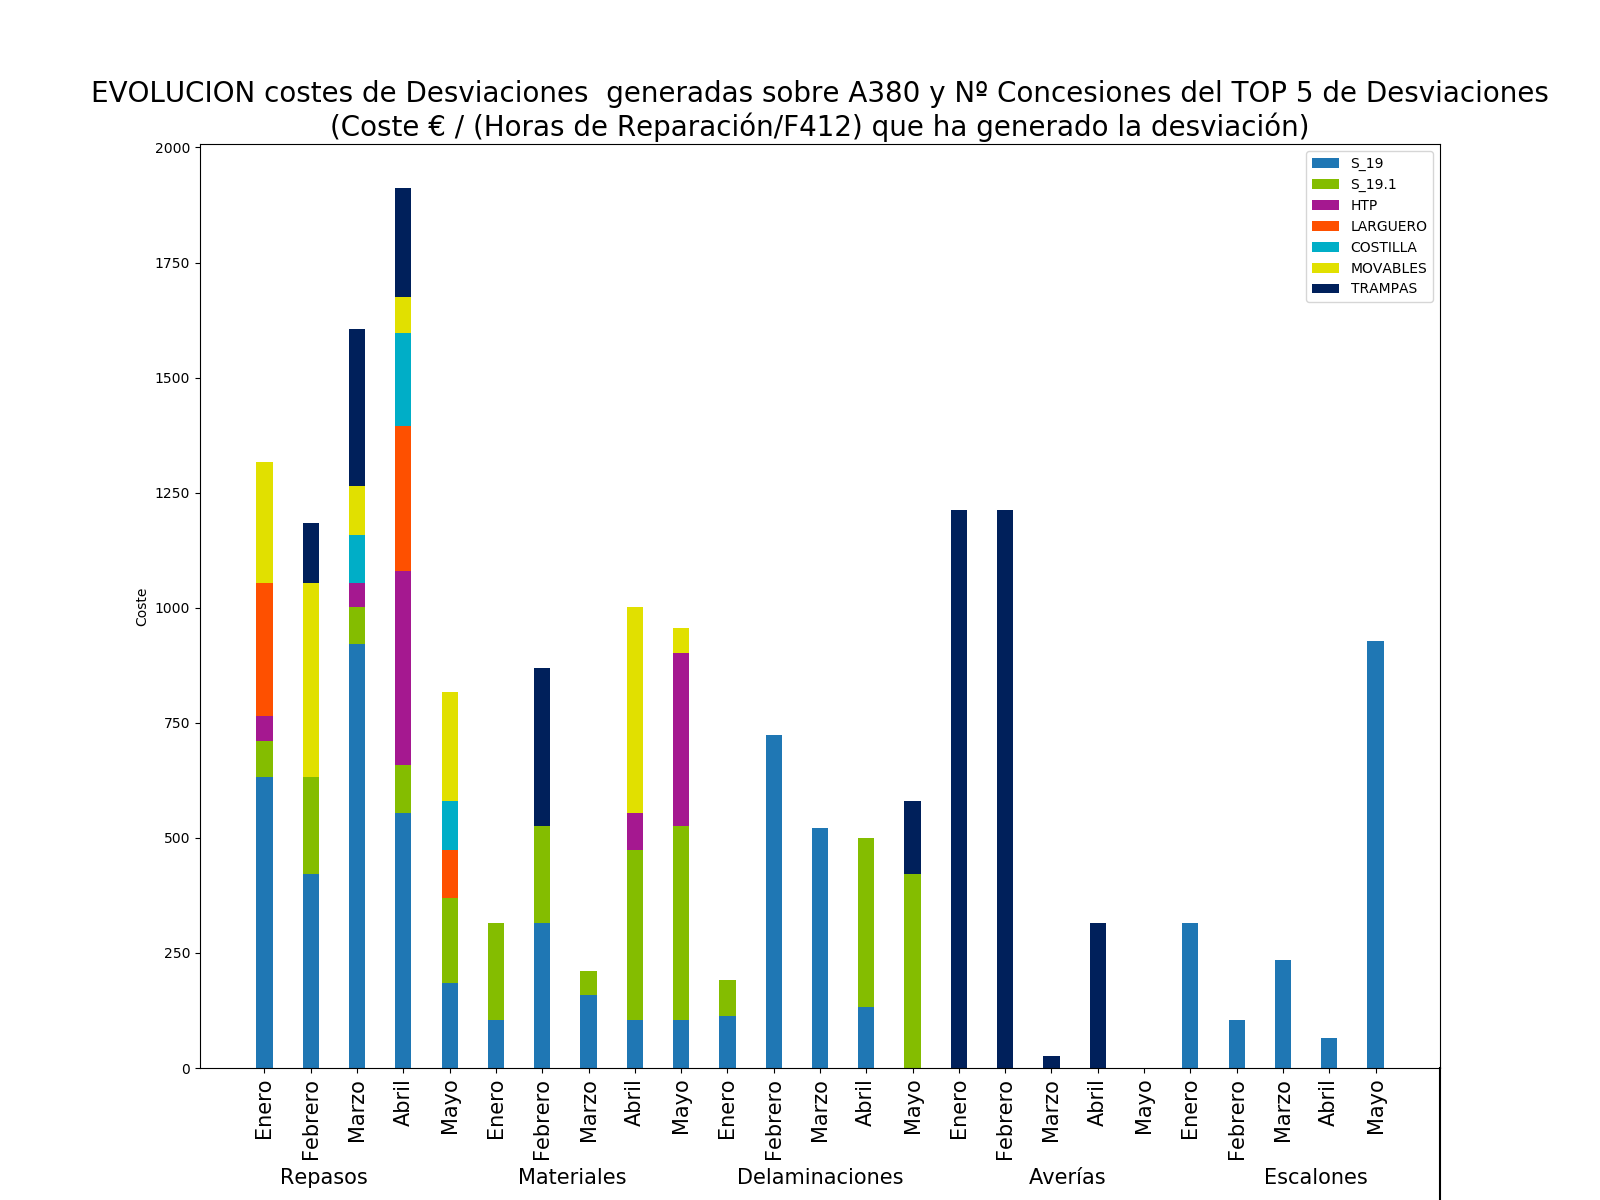 EVOLUCION costes de Desviaciones  generadas sobre A380 y Nº Concesiones del TOP 5 de Desviaciones
(Coste € / (Horas de Reparación/F412) que ha generado la desviación)
2000
1750
1500
1250
1000
750
500
250
0
Coste
S_19
S_19.1
HTP
LARGUERO
COSTILLA
MOVABLES
TRAMPAS
Enero
Febrero
Marzo
Abril
Mayo
Enero
Febrero
Marzo
Abril
Mayo
Enero
Febrero
Marzo
Abril
Mayo
Enero
Febrero
Marzo
Abril
Mayo
Enero
Febrero
Marzo
Abril
Mayo
Repasos
Materiales
Delaminaciones
Averías
Escalones